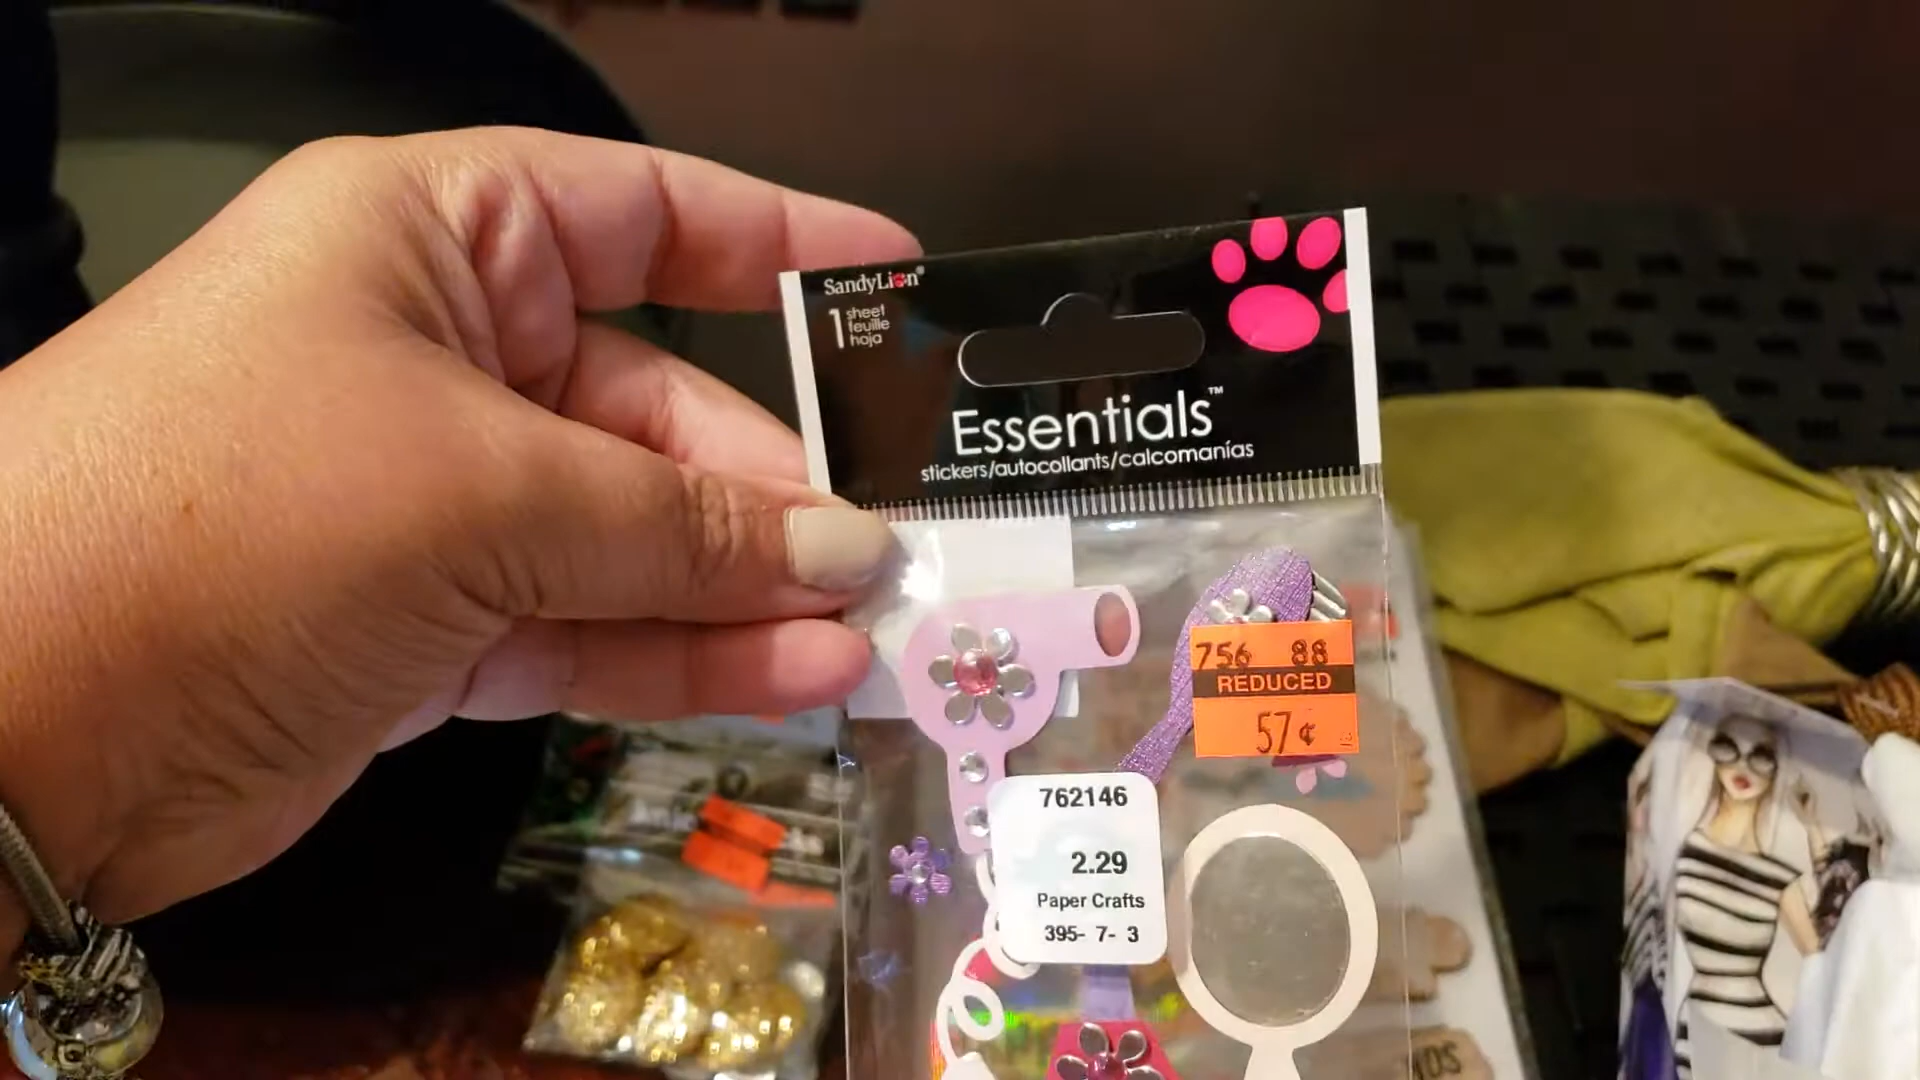 SandyLion®
1 sheet
feuille
hoja
Essentials™
stickers/autocollants/calcomanías
756 88
REDUCED
57¢
762146
2.29
Paper Crafts
395- 7- 3